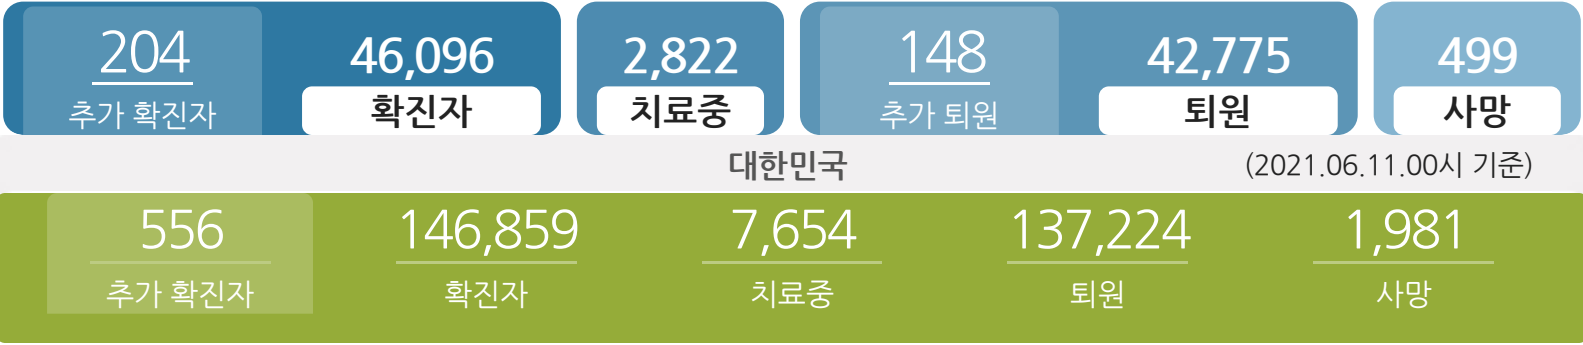 204 46,096 2,822 148 42,775 499
추가 확진자 확진자 치료중 추가 퇴원 퇴원 사망
대한민국 (2021.06.11.00시 기준)
556 146,859 7,654 137,224 1,981
추가 확진자 확진자 치료중 퇴원 사망